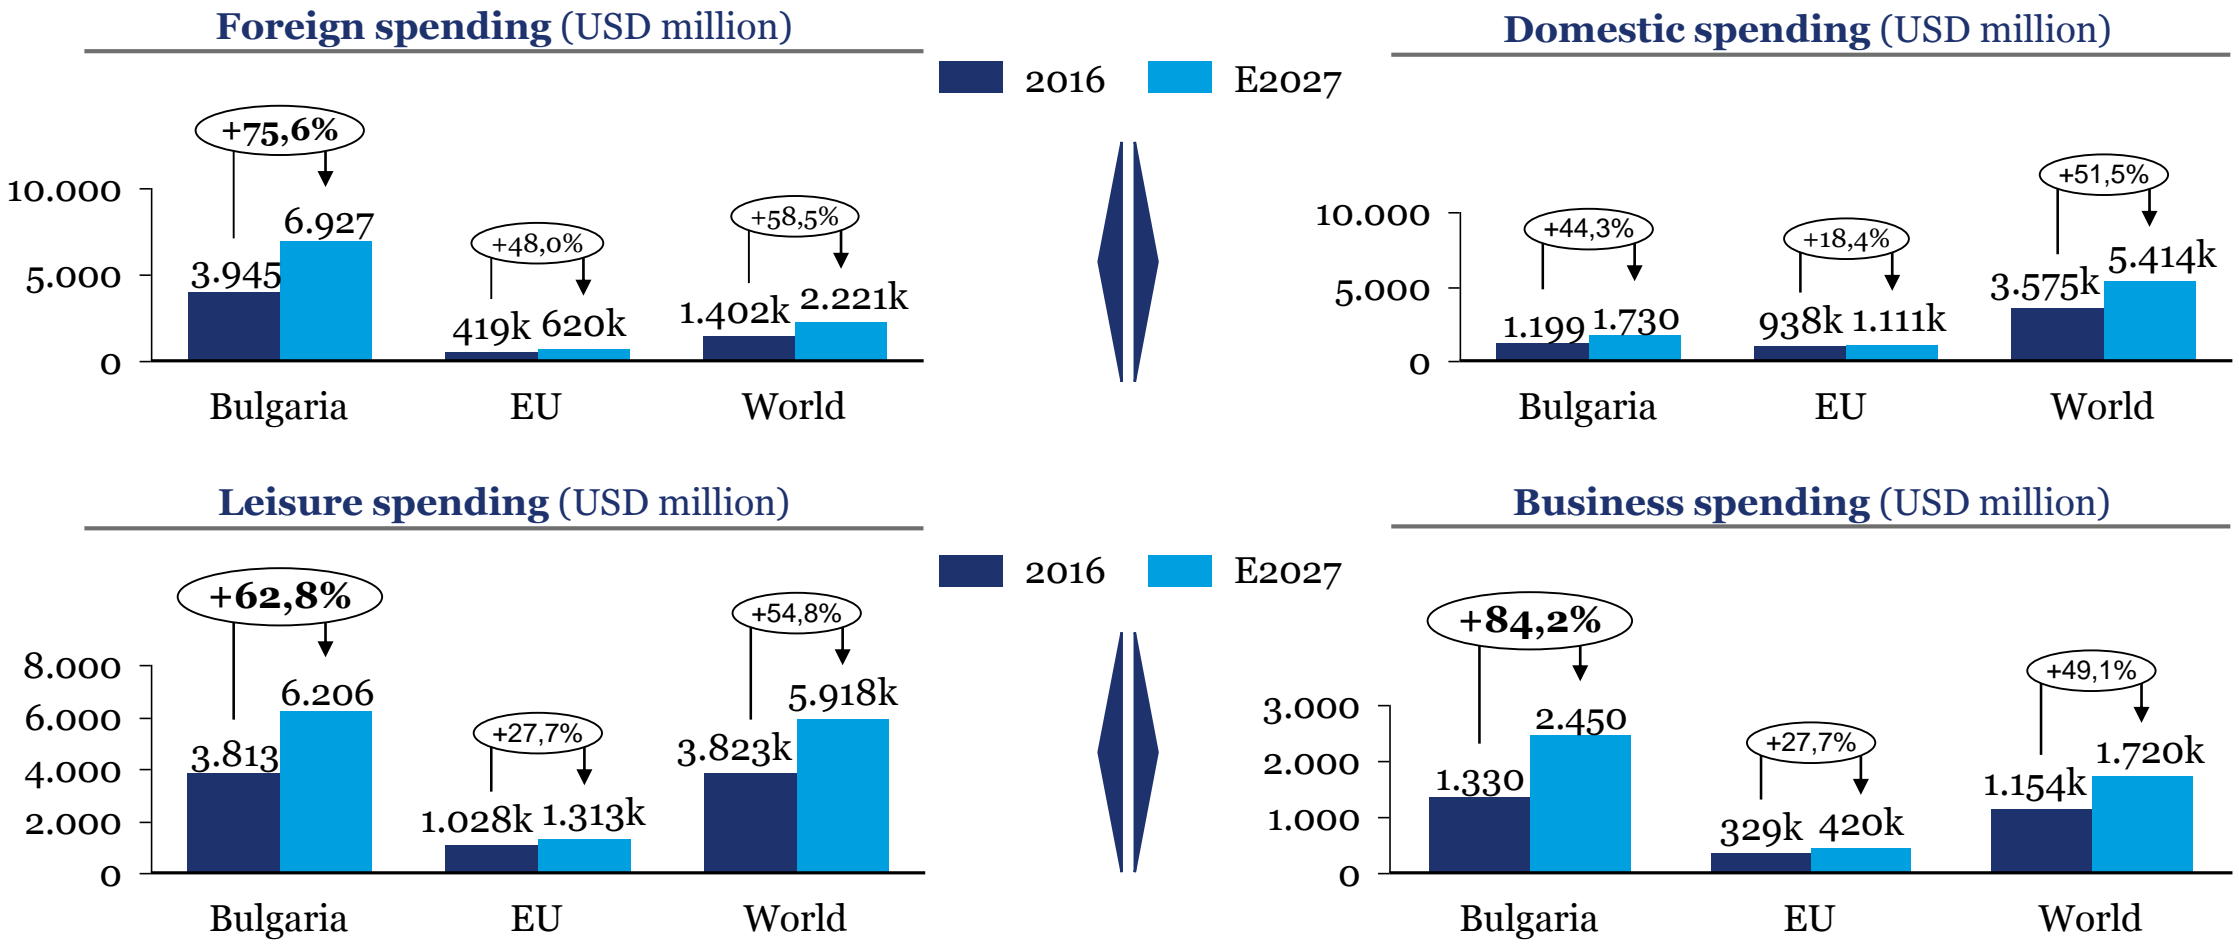 Foreign spending (USD million)
Domestic spending (USD million)
2016 E2027
+75,6%
+48,0%
+58,5%
10.000
5.000
0
3.945 6.927
419k 620k
1.402k 2.221k
Bulgaria EU World
+44,3%
+18,4%
+51,5%
10.000
5.000
0
1.199 1.730
938k 1.111k
3.575k 5.414k
Bulgaria EU World
Leisure spending (USD million)
Business spending (USD million)
2016 E2027
+62,8%
+27,7%
+54,8%
8.000
6.000
4.000
2.000
0
3.813 6.206
1.028k 1.313k
3.823k 5.918k
Bulgaria EU World
+84,2%
+27,7%
+49,1%
3.000
2.000
1.000
0
1.330 2.450
329k 420k
1.154k 1.720k
Bulgaria EU World